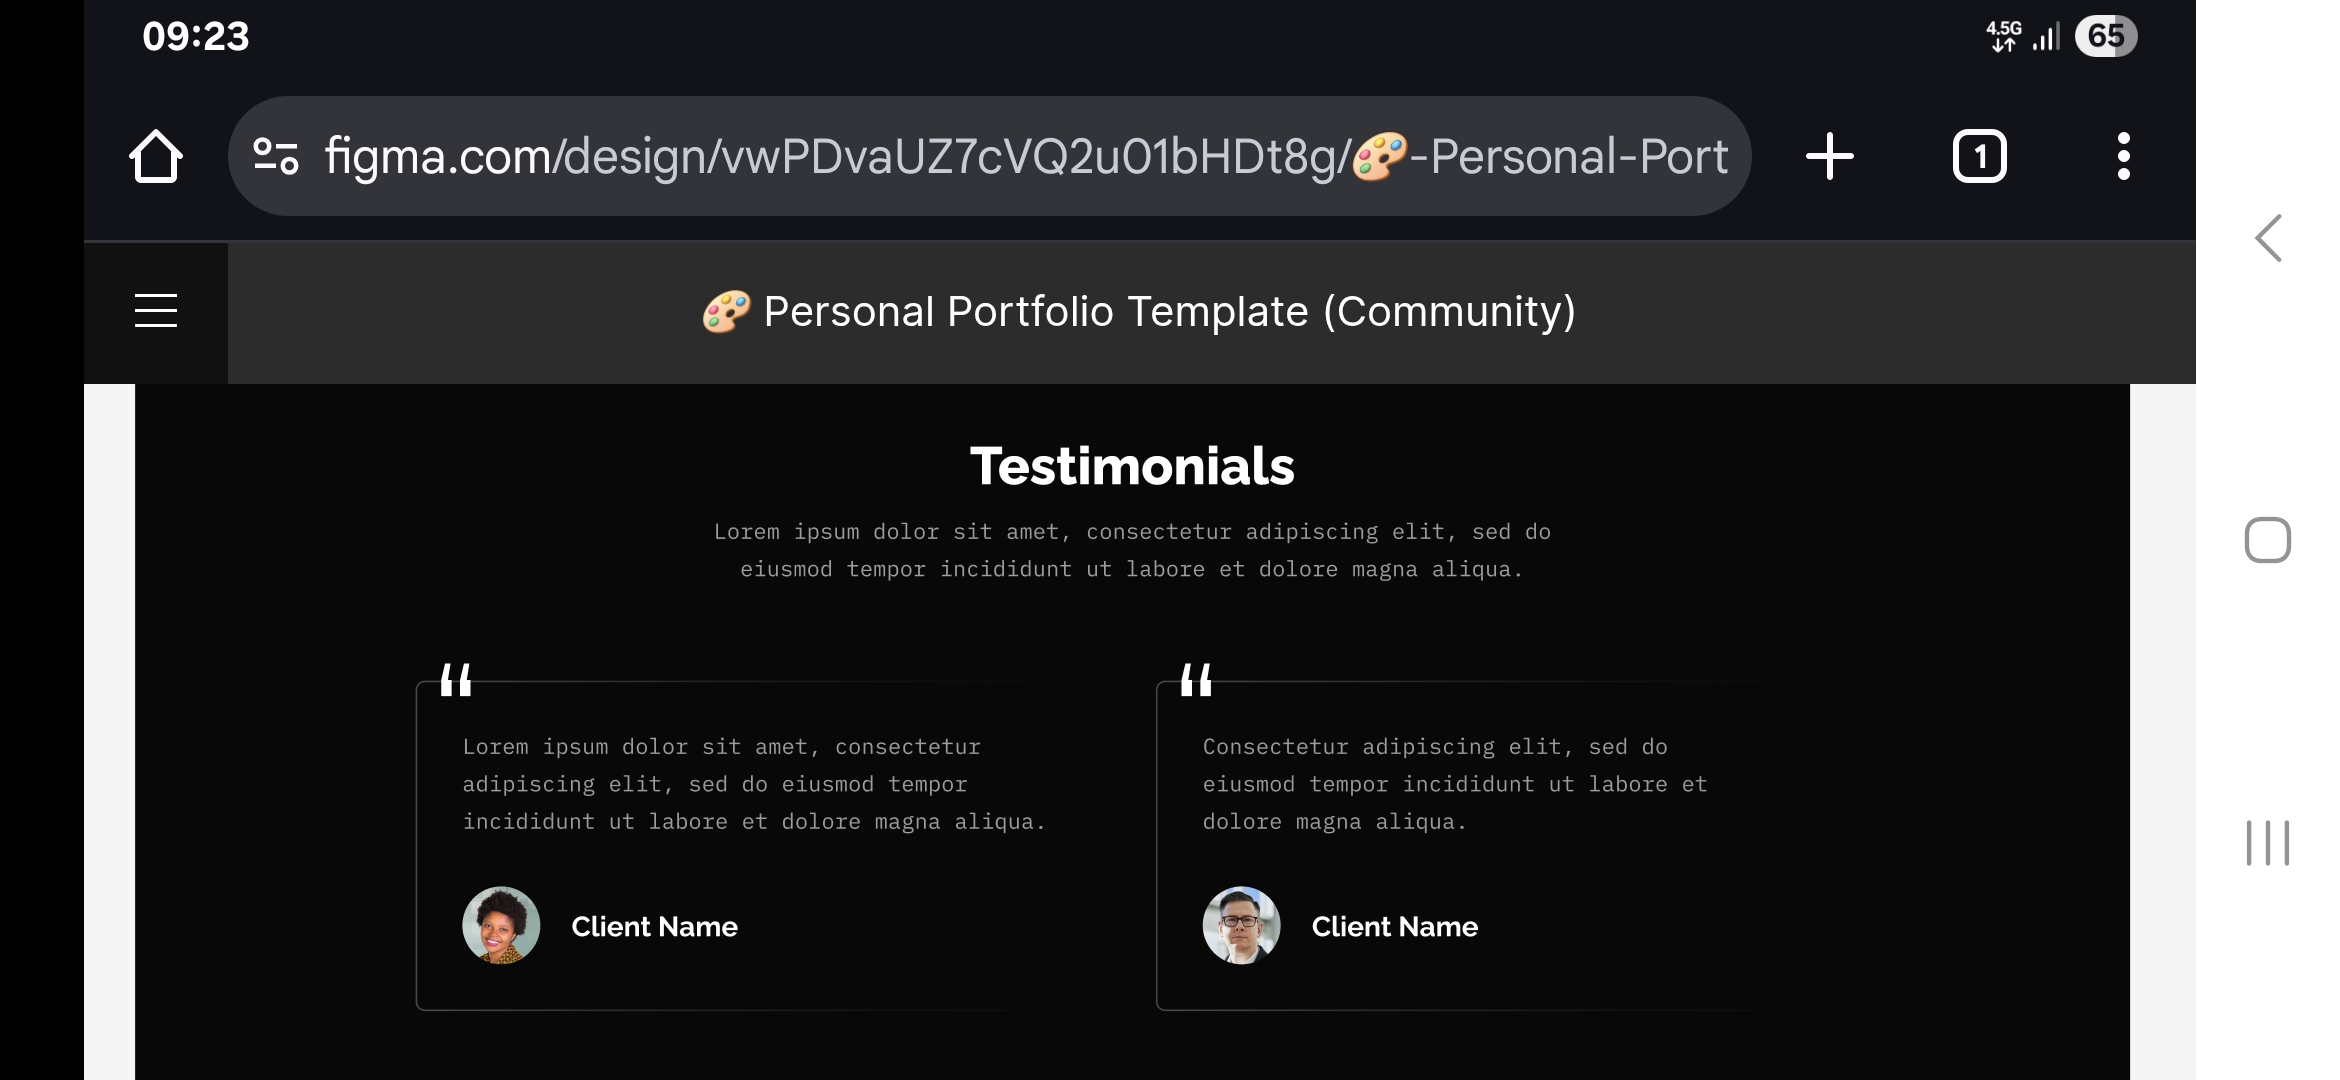 09:23
4.5G
65
figma.com/design/vwPDvaUZ7cVQ2u01bHDt8g/🎨-Personal-Port
1
🎨 Personal Portfolio Template (Community)
Testimonials
Lorem ipsum dolor sit amet, consectetur adipiscing elit, sed do
eiusmod tempor incididunt ut labore et dolore magna aliqua.
"
Lorem ipsum dolor sit amet, consectetur
adipiscing elit, sed do eiusmod tempor
incididunt ut labore et dolore magna aliqua.
Client Name
"
Consectetur adipiscing elit, sed do
eiusmod tempor incididunt ut labore et
dolore magna aliqua.
Client Name